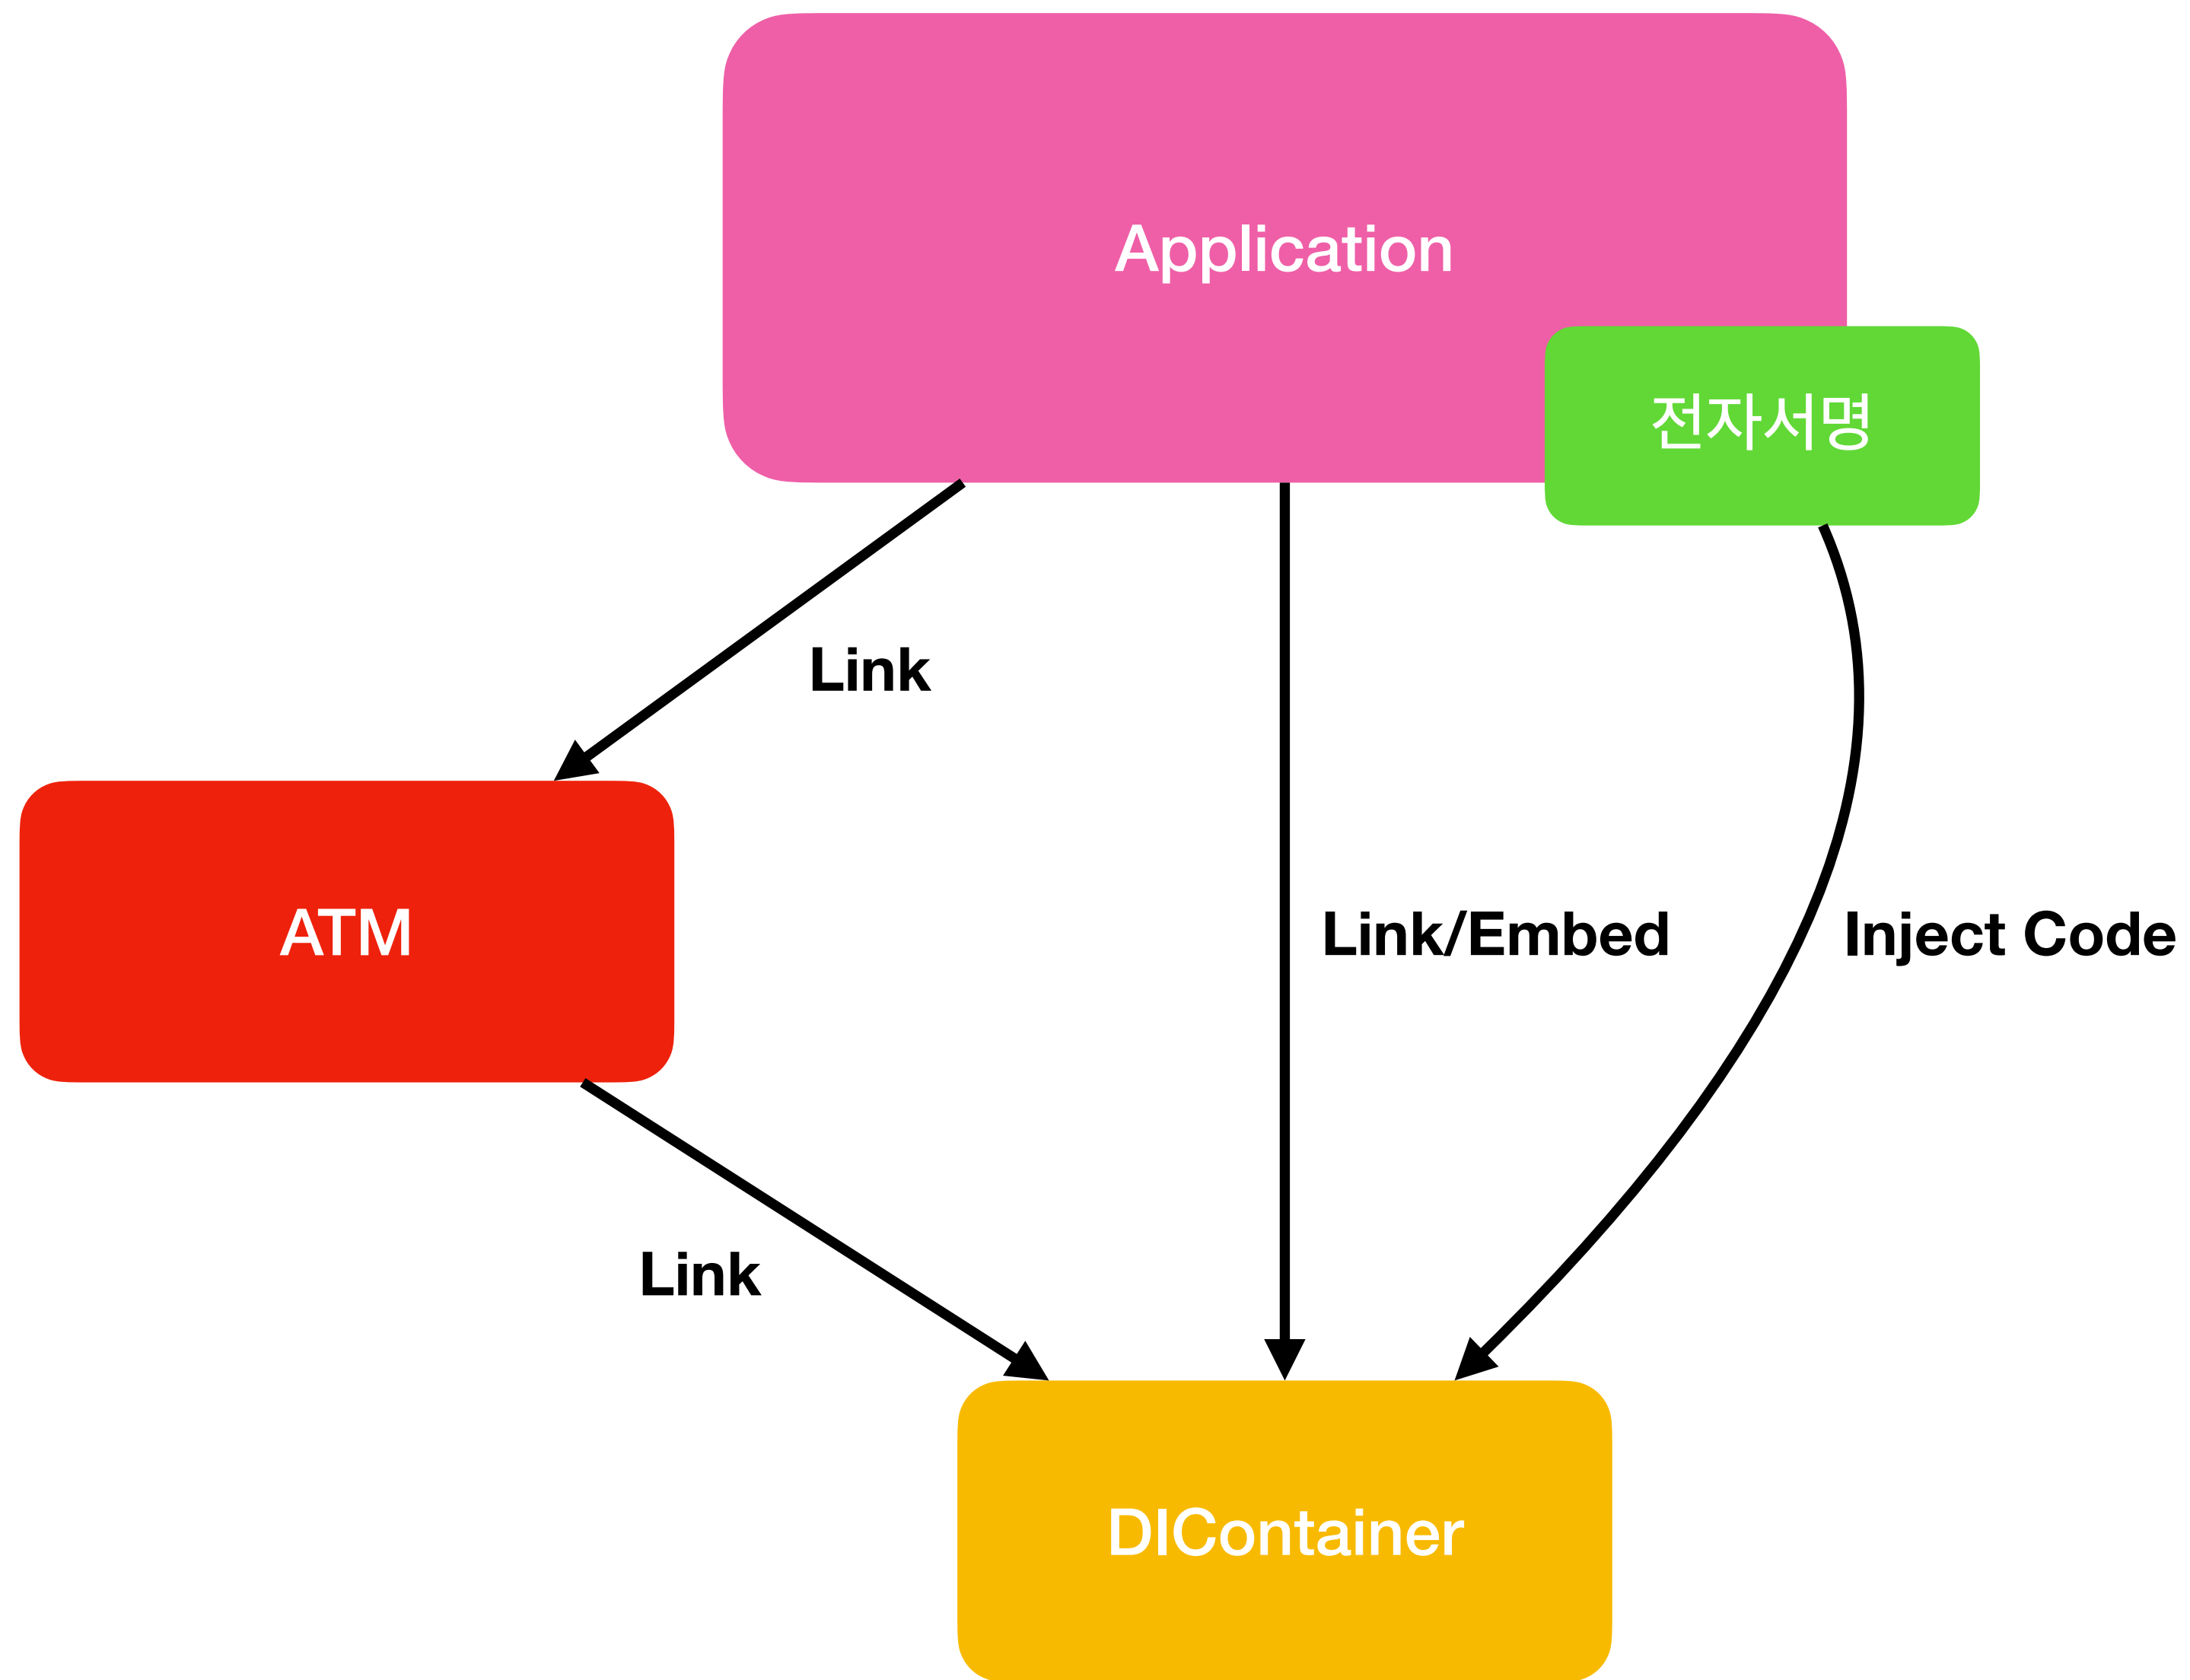 Application
전자서명
Link
ATM
Link/Embed
Inject Code
Link
DIContainer